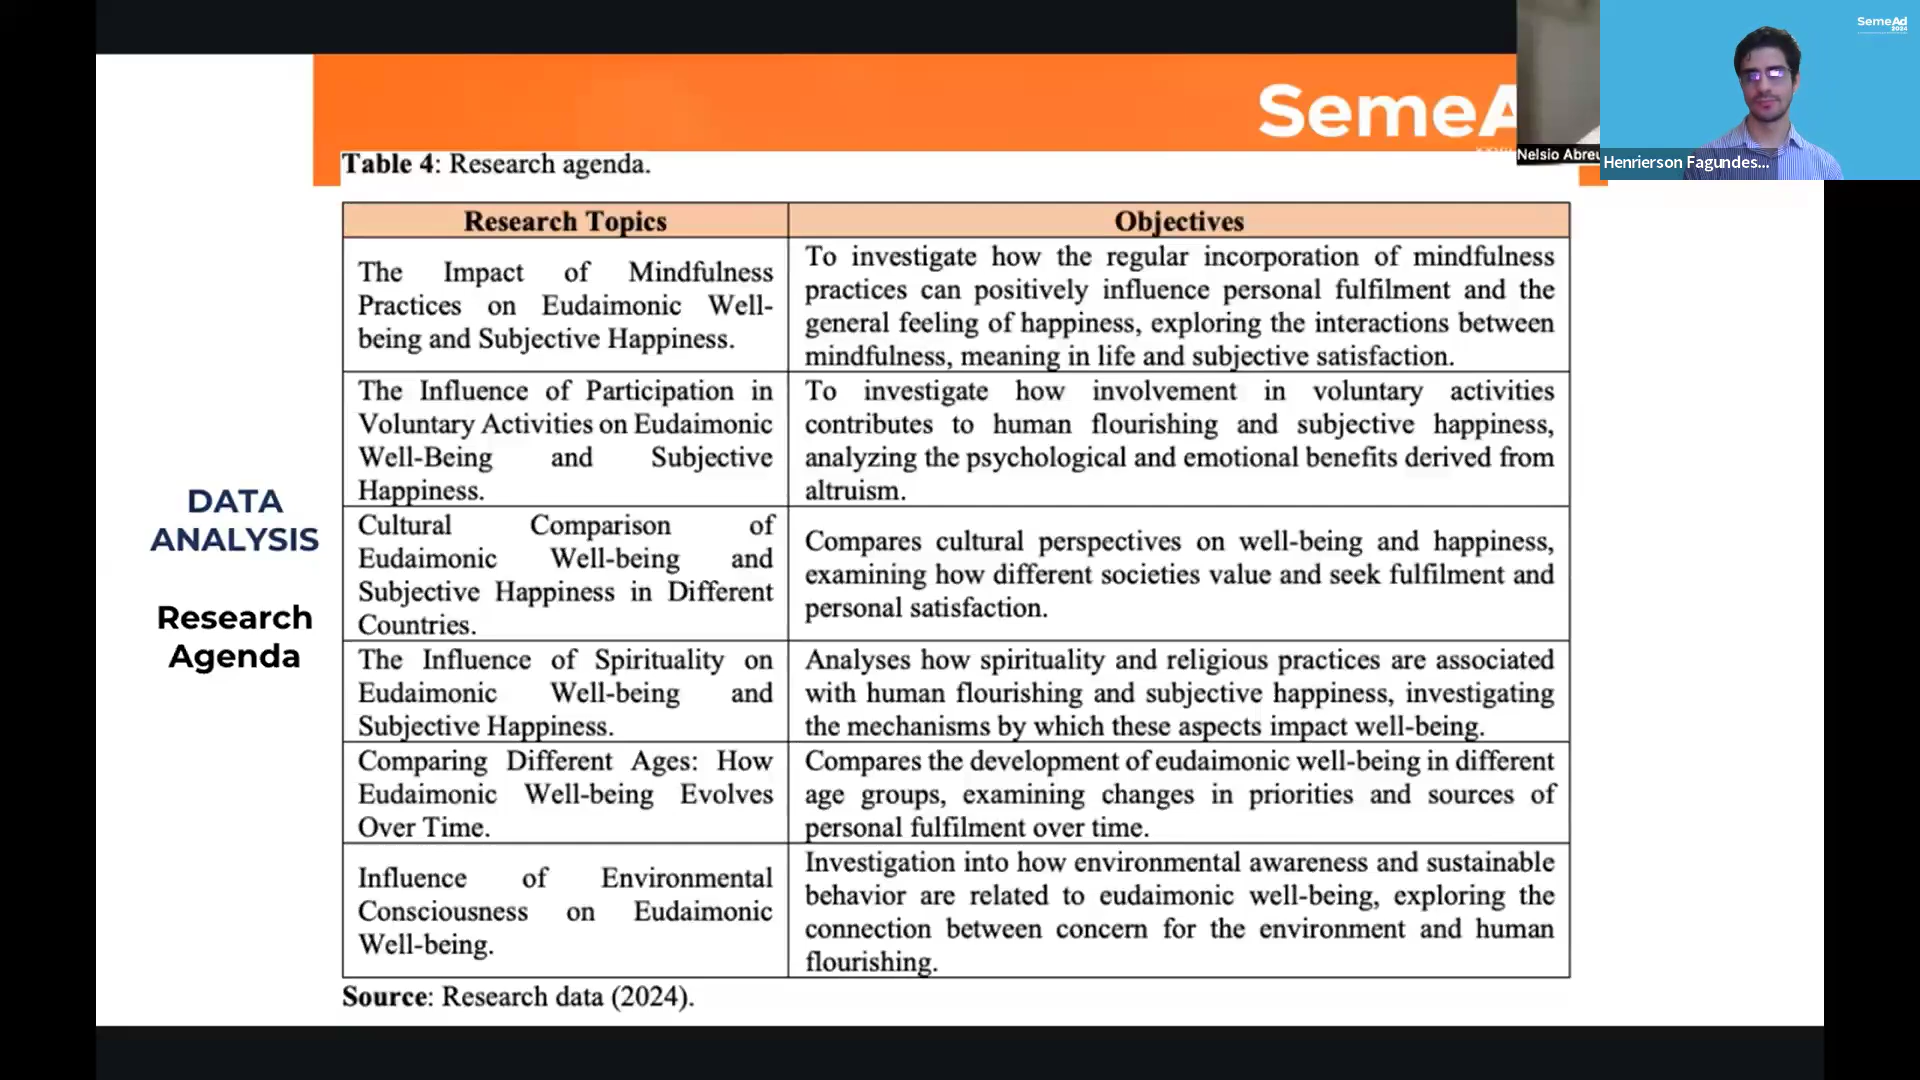 SemeAd
2024
SemeA
Nelsio Abreu
Henrierson Fagundes...
Table 4: Research agenda.
Research Topics
Objectives
The Impact of Mindfulness
Practices on Eudaimonic Well-
being and Subjective Happiness.
To investigate how the regular incorporation of mindfulness
practices can positively influence personal fulfilment and the
general feeling of happiness, exploring the interactions between
mindfulness, meaning in life and subjective satisfaction.
The Influence of Participation in
Voluntary Activities on Eudaimonic
Well-Being and Subjective
Happiness.
To investigate how involvement in voluntary activities
contributes to human flourishing and subjective happiness,
analyzing the psychological and emotional benefits derived from
altruism.
Cultural Comparison of
Eudaimonic Well-being and
Subjective Happiness in Different
Countries.
Compares cultural perspectives on well-being and happiness,
examining how different societies value and seek fulfilment and
personal satisfaction.
The Influence of Spirituality on
Eudaimonic Well-being and
Subjective Happiness.
Analyses how spirituality and religious practices are associated
with human flourishing and subjective happiness, investigating
the mechanisms by which these aspects impact well-being.
Comparing Different Ages: How
Eudaimonic Well-being Evolves
Over Time.
Compares the development of eudaimonic well-being in different
age groups, examining changes in priorities and sources of
personal fulfilment over time.
Influence of Environmental
Consciousness on Eudaimonic
Well-being.
Investigation into how environmental awareness and sustainable
behavior are related to eudaimonic well-being, exploring the
connection between concern for the environment and human
flourishing.
Source: Research data (2024).
DATA
ANALYSIS
Research
Agenda